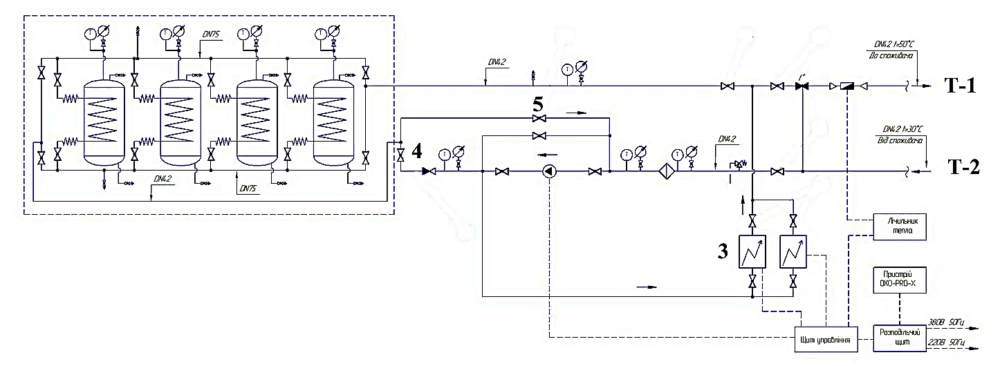 T
T
T
T
DN75
DN42
T
DN42 t=50°C
До споживача
t°
Т-1
5
DN42 t=30°C
Від споживача
4
T
T
T
DN42
Т-2
DN42
DN75
Лічильник
тепла
3
Пристрій
OKO-PRO-X
380В 50Гц
Щит управління
Розподільчий
щит
220В 50Гц